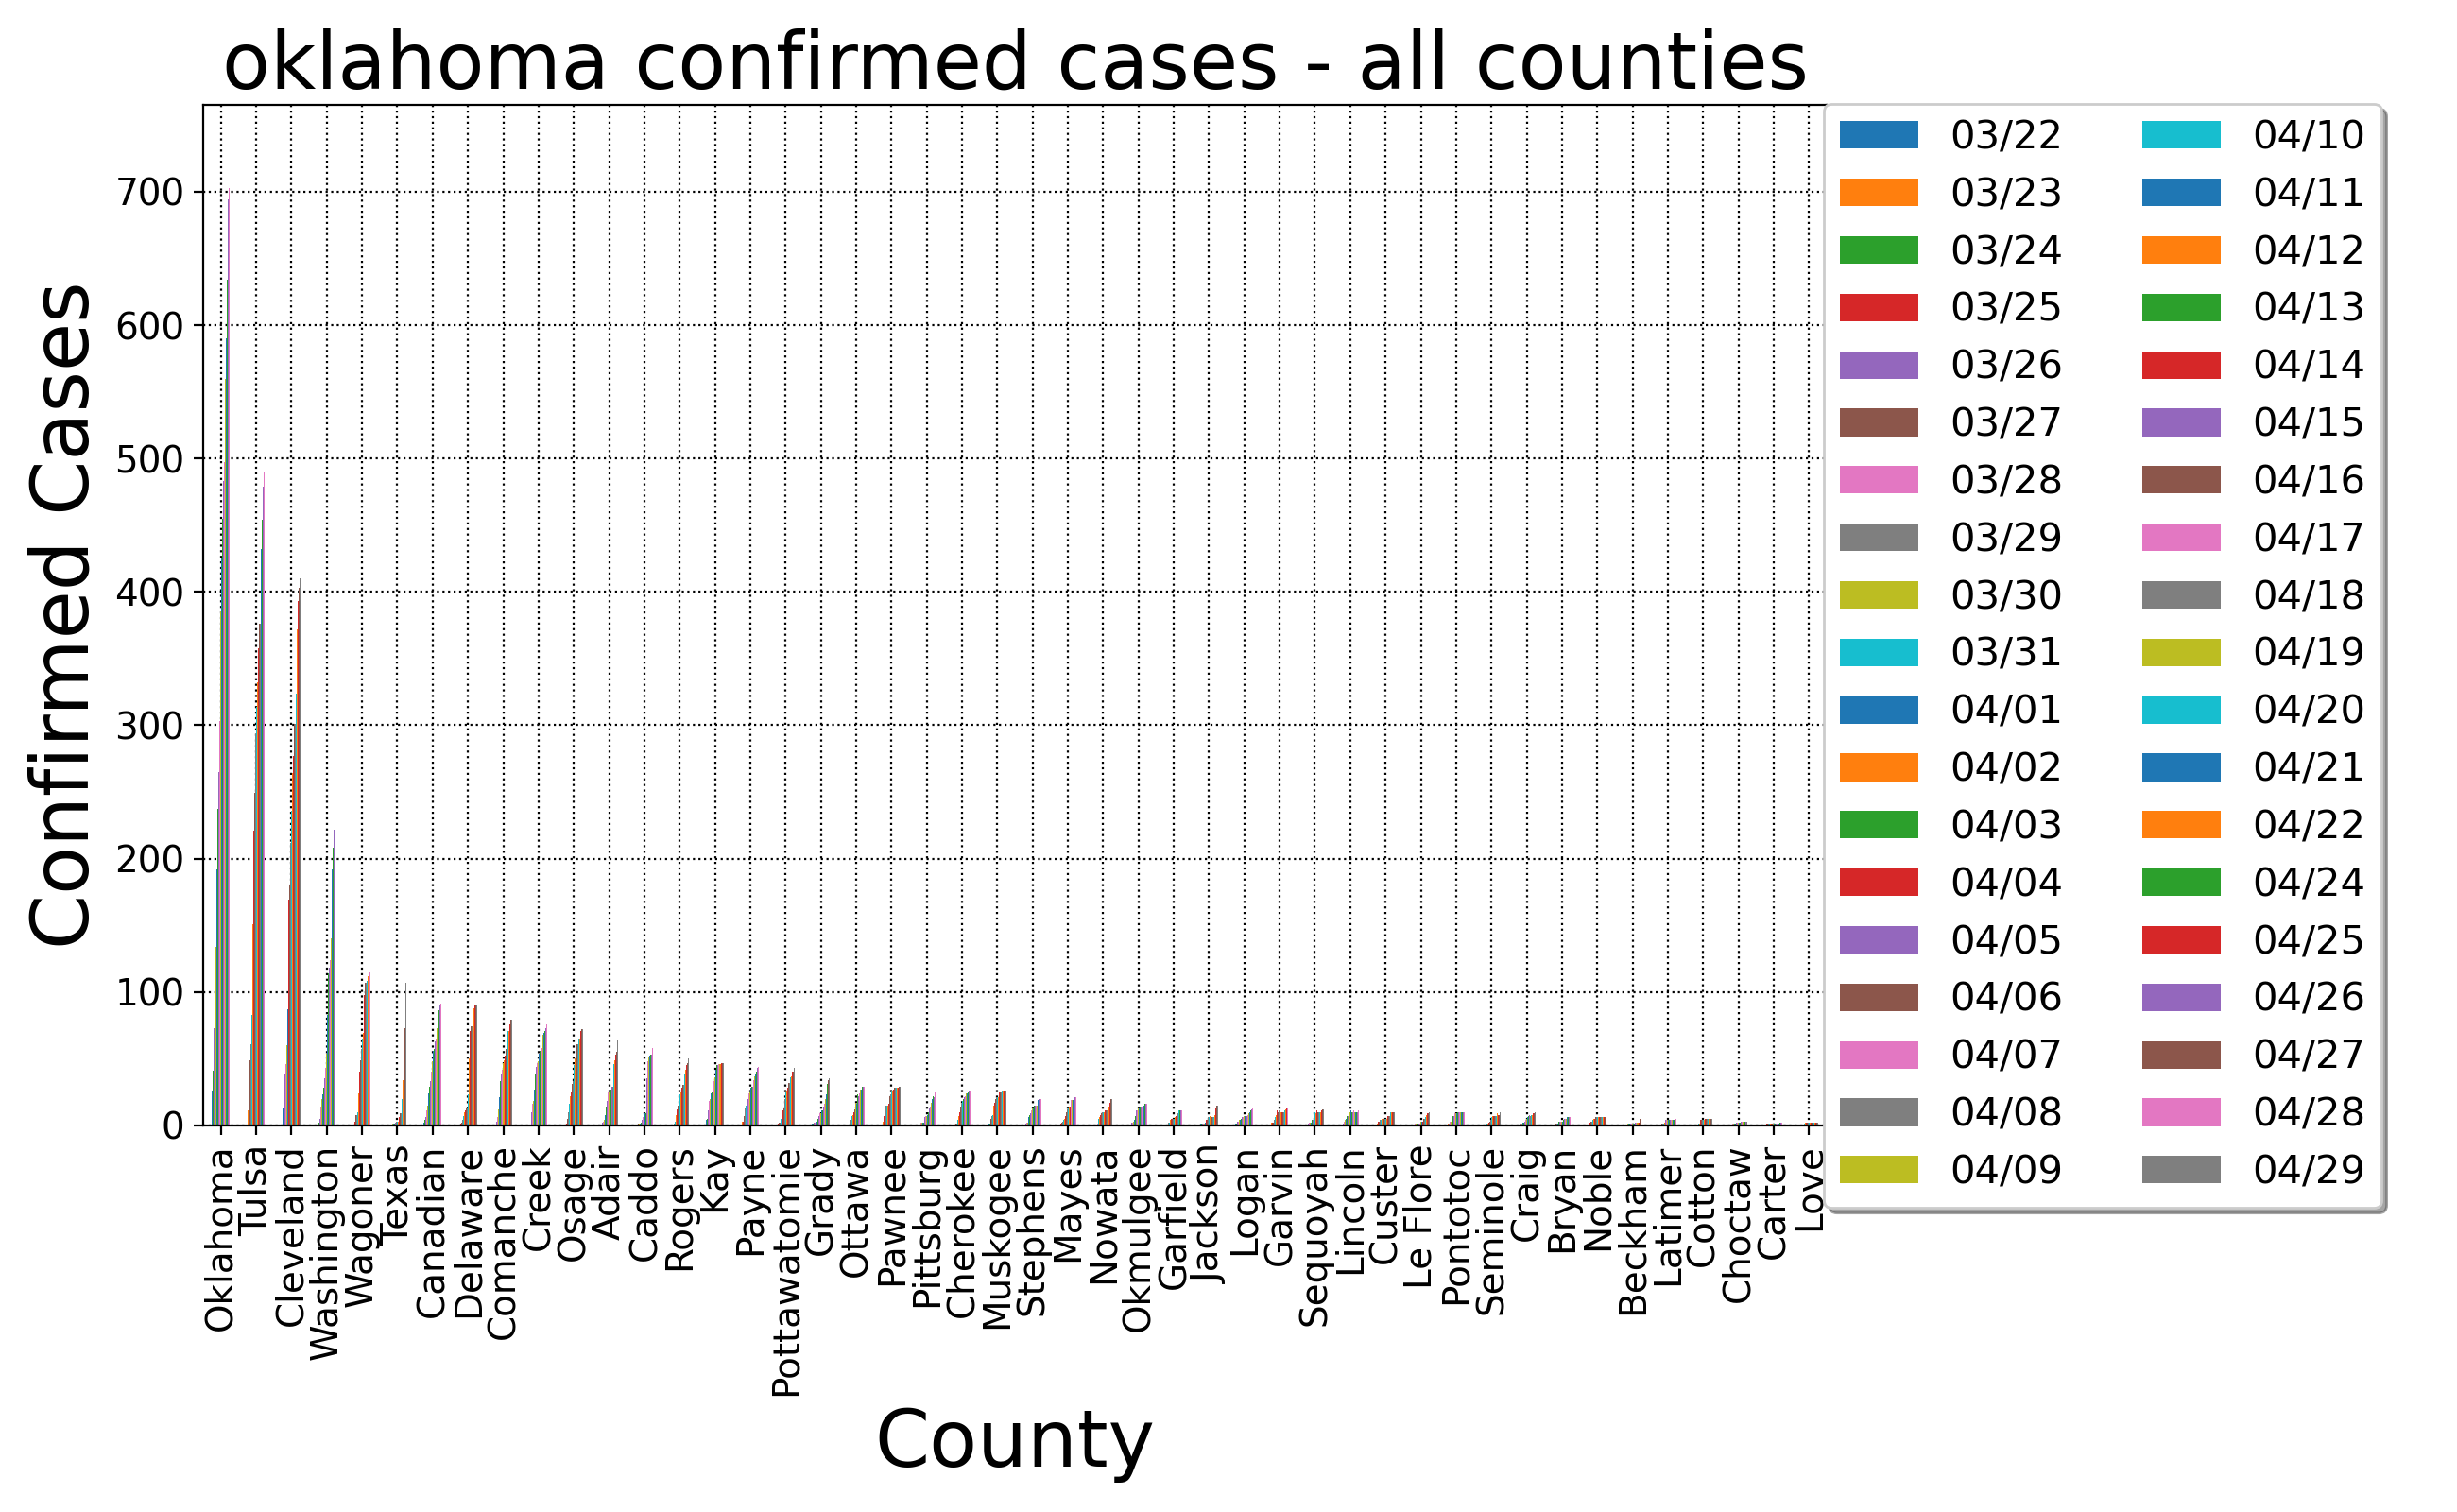 oklahoma confirmed cases - all counties
Confirmed Cases
700
600
500
400
300
200
100
0
Oklahoma
Tulsa
Cleveland
Washington
Wagoner
Texas
Canadian
Delaware
Comanche
Creek
Osage
Adair
Caddo
Rogers
Kay
Payne
Pottawatomie
Grady
Ottawa
Pawnee
Pittsburg
Cherokee
Muskogee
Stephens
Mayes
Nowata
Okmulgee
Garfield
Jackson
Logan
Garvin
Sequoyah
Lincoln
Custer
Le Flore
Pontotoc
Seminole
Craig
Bryan
Noble
Beckham
Latimer
Cotton
Choctaw
Carter
Love
County
03/22
03/23
03/24
03/25
03/26
03/27
03/28
03/29
03/30
03/31
04/01
04/02
04/03
04/04
04/05
04/06
04/07
04/08
04/09
04/10
04/11
04/12
04/13
04/14
04/15
04/16
04/17
04/18
04/19
04/20
04/21
04/22
04/24
04/25
04/26
04/27
04/28
04/29